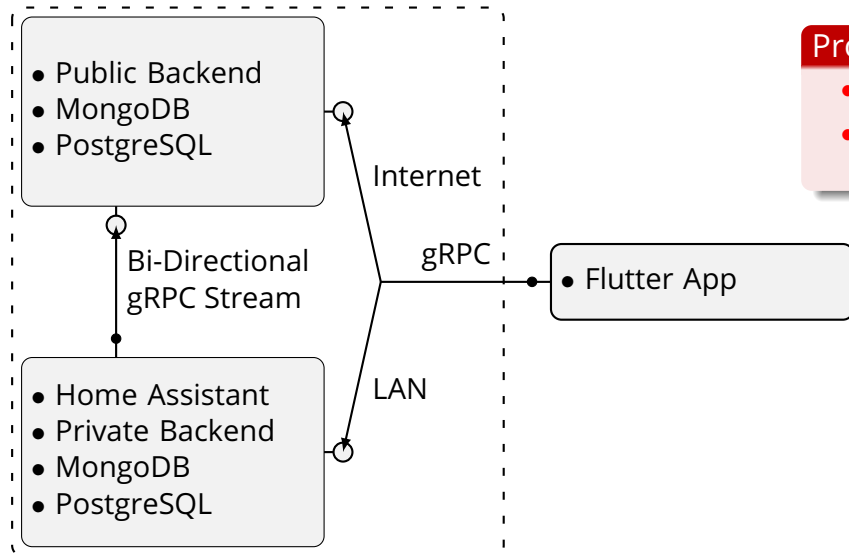 • Public Backend
• MongoDB
• PostgreSQL
Internet
gRPC
Bi-Directional
gRPC Stream
• Flutter App
LAN
• Home Assistant
• Private Backend
• MongoDB
• PostgreSQL